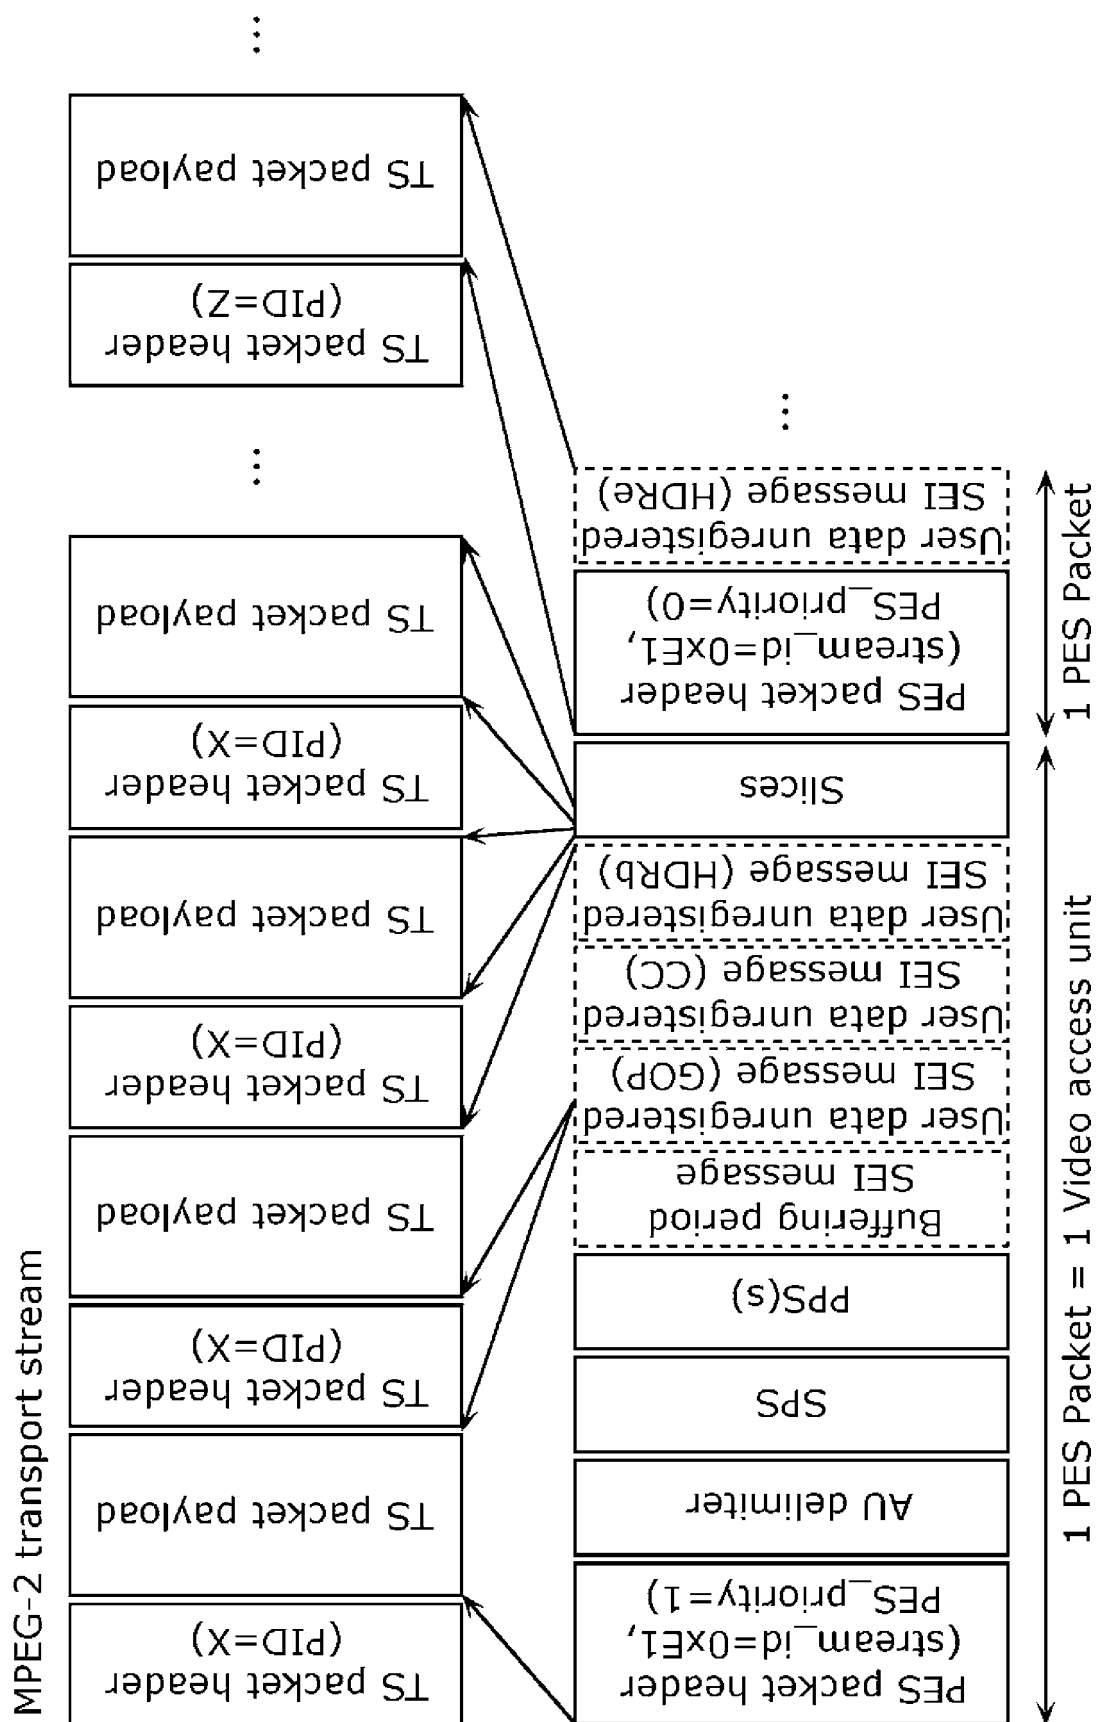 MPEG-2 transport stream
TS packet header
(PID=X)
TS packet payload
TS packet header
(PID=X)
TS packet payload
TS packet header
(PID=X)
TS packet payload
TS packet header
(PID=X)
TS packet payload
...
TS packet header
(PID=Z)
TS packet payload
...
PES packet header
(stream_id=0xE1,
PES_priority=1)
AU delimiter
SPS
PPS(s)
Buffering period
SEI message
User data unregistered
SEI message (GOP)
User data unregistered
SEI message (CC)
User data unregistered
SEI message (HDRb)
Slices
PES packet header
(stream_id=0xE1,
PES_priority=0)
User data unregistered
SEI message (HDRe)
...
1 PES Packet = 1 Video access unit
1 PES Packet